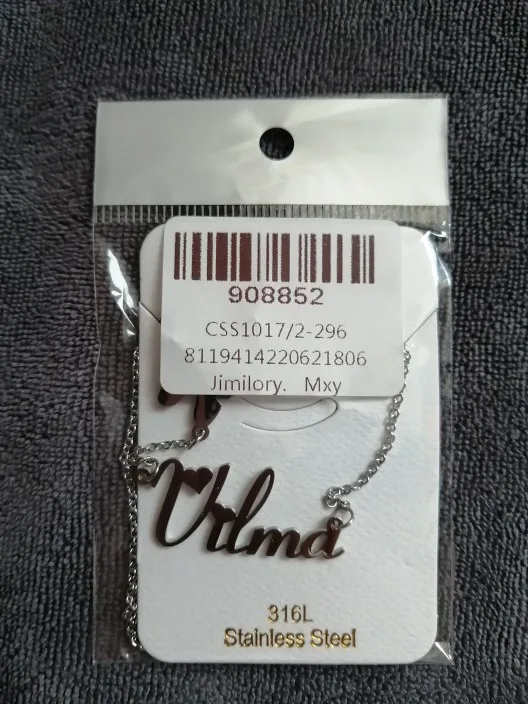 908852
CSS1017/2-296
8119414220621806
Jimilory. Mxy
Vilma
316L
Stainless Steel